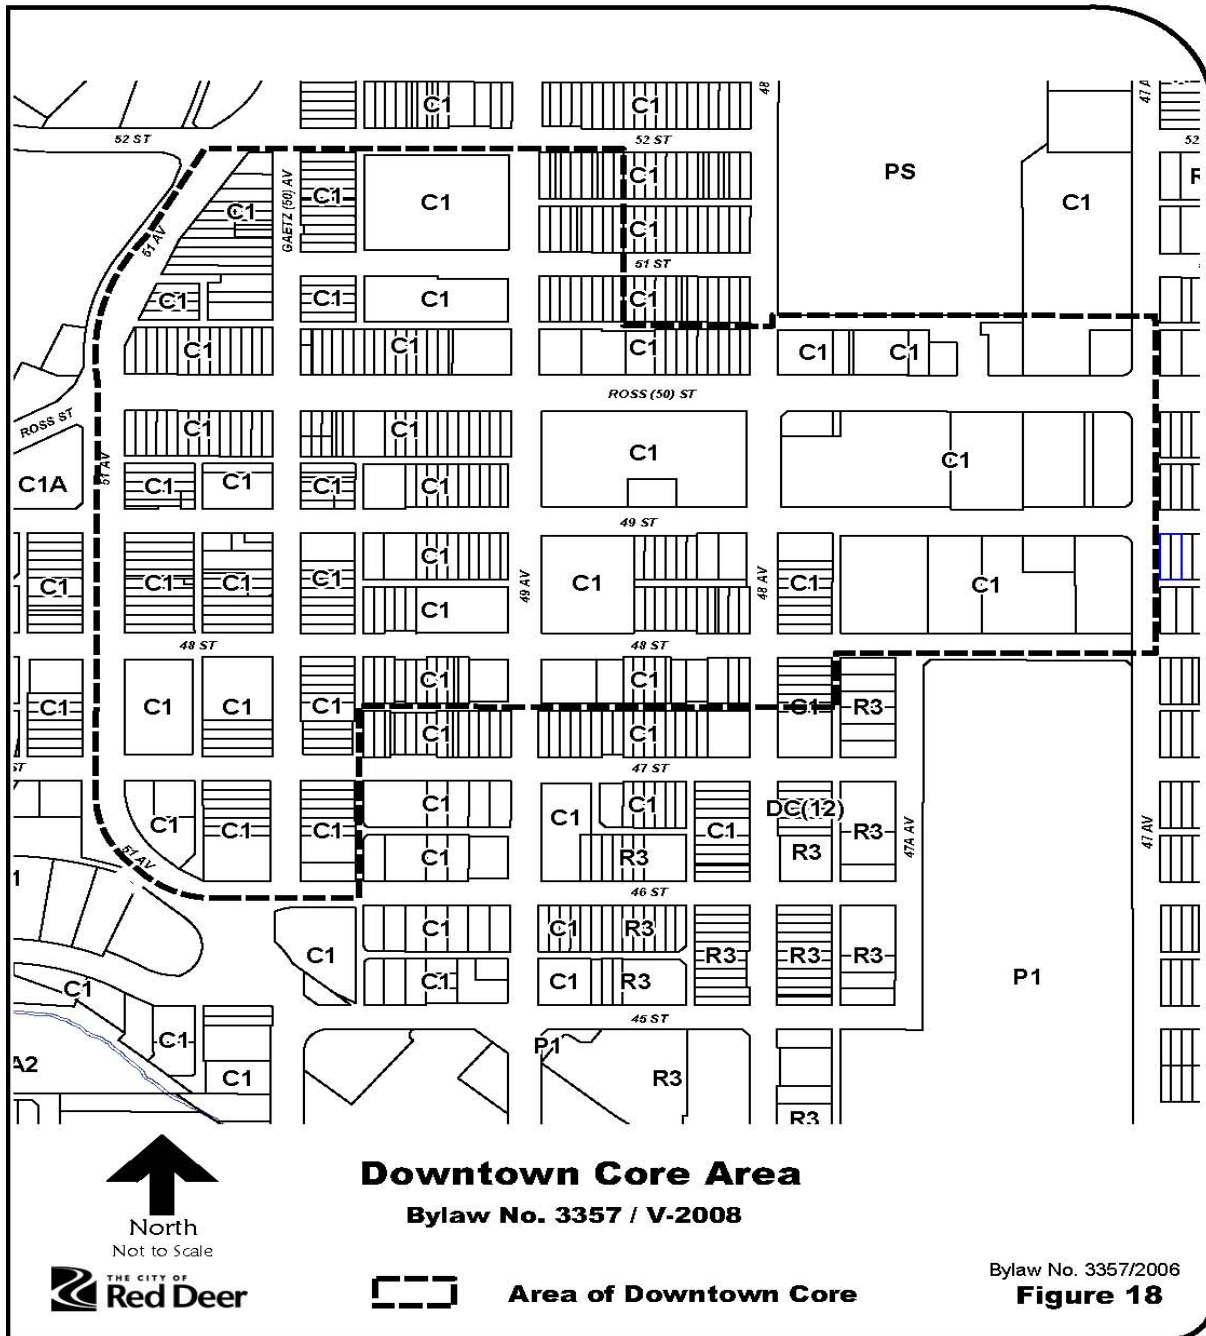 C1 C1 48 47 A
52 ST 52 ST 52
C1 C1 C1 C1 PS C1
51 AV GAETZ (50) AV C1
51 ST
C1 C1 C1 C1
C1 C1 C1 C1 C1
ROSS (50) ST
ROSS ST
C1 C1 C1 C1
C1A 51 AV C1 C1 C1 C1
49 ST
C1 C1 C1 C1 C1 C1 C1 C1
49 AV 48 AV
C1
48 ST 48 ST
C1 C1
C1 C1 C1 C1 C1 R3
C1 C1
ST 47 ST
C1 C1 DC(12)
C1 C1 C1 C1 C1 R3 47A AV 47 AV
51 AV C1 R3 R3
46 ST
C1 C1 R3
C1 R3 R3 R3
C1 C1 C1 R3 P1
45 ST
C1 P1
A2 C1 R3
R3
North
Not to Scale
Downtown Core Area
Bylaw No. 3357 / V-2008
THE CITY OF
Red Deer
Area of Downtown Core
Bylaw No. 3357/2006
Figure 18